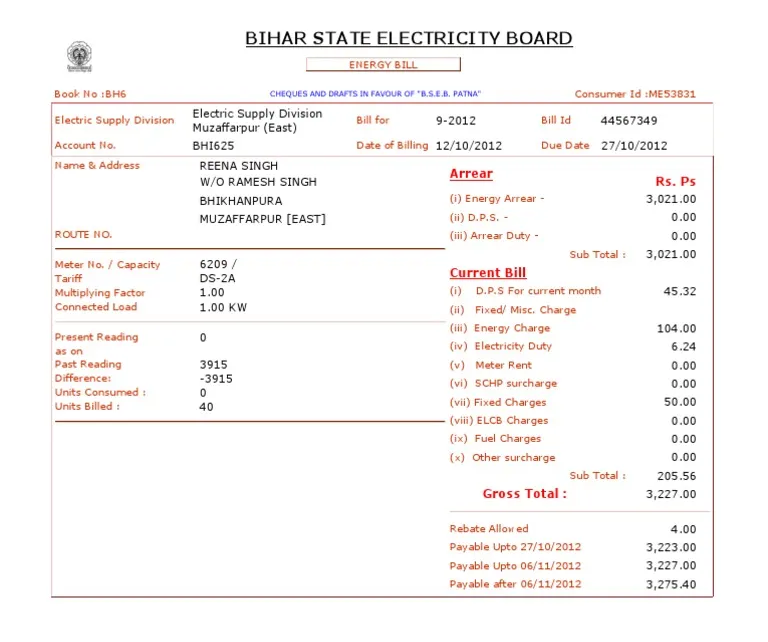 BIHAR STATE ELECTRICITY BOARD
ENERGY BILL
Book No :BH6 CHEQUES AND DRAFTS IN FAVOUR OF "B.S.E.B. PATNA" Consumer Id :ME53831
Electric Supply Division Electric Supply Division Muzaffarpur (East) Bill for 9-2012 Bill Id 44567349
Account No. BHI625 Date of Billing 12/10/2012 Due Date 27/10/2012
Name & Address REENA SINGH
W/O RAMESH SINGH
BHIKHANPURA
MUZAFFARPUR [EAST]
ROUTE NO.
Meter No. / Capacity 6209 /
Tariff DS-2A
Multiplying Factor 1.00
Connected Load 1.00 KW
Present Reading 0
as on
Past Reading 3915
Difference: -3915
Units Consumed : 0
Units Billed : 40
Arrear Rs. Ps
(i) Energy Arrear - 3,021.00
(ii) D.P.S. - 0.00
(iii) Arrear Duty - 0.00
Sub Total : 3,021.00
Current Bill
(i) D.P.S For current month 45.32
(ii) Fixed/ Misc. Charge
(iii) Energy Charge 104.00
(iv) Electricity Duty 6.24
(v) Meter Rent 0.00
(vi) SCHP surcharge 0.00
(vii) Fixed Charges 50.00
(viii) ELCB Charges 0.00
(ix) Fuel Charges 0.00
(x) Other surcharge 0.00
Sub Total : 205.56
Gross Total : 3,227.00
Rebate Allowed 4.00
Payable Upto 27/10/2012 3,223.00
Payable Upto 06/11/2012 3,227.00
Payable after 06/11/2012 3,275.40